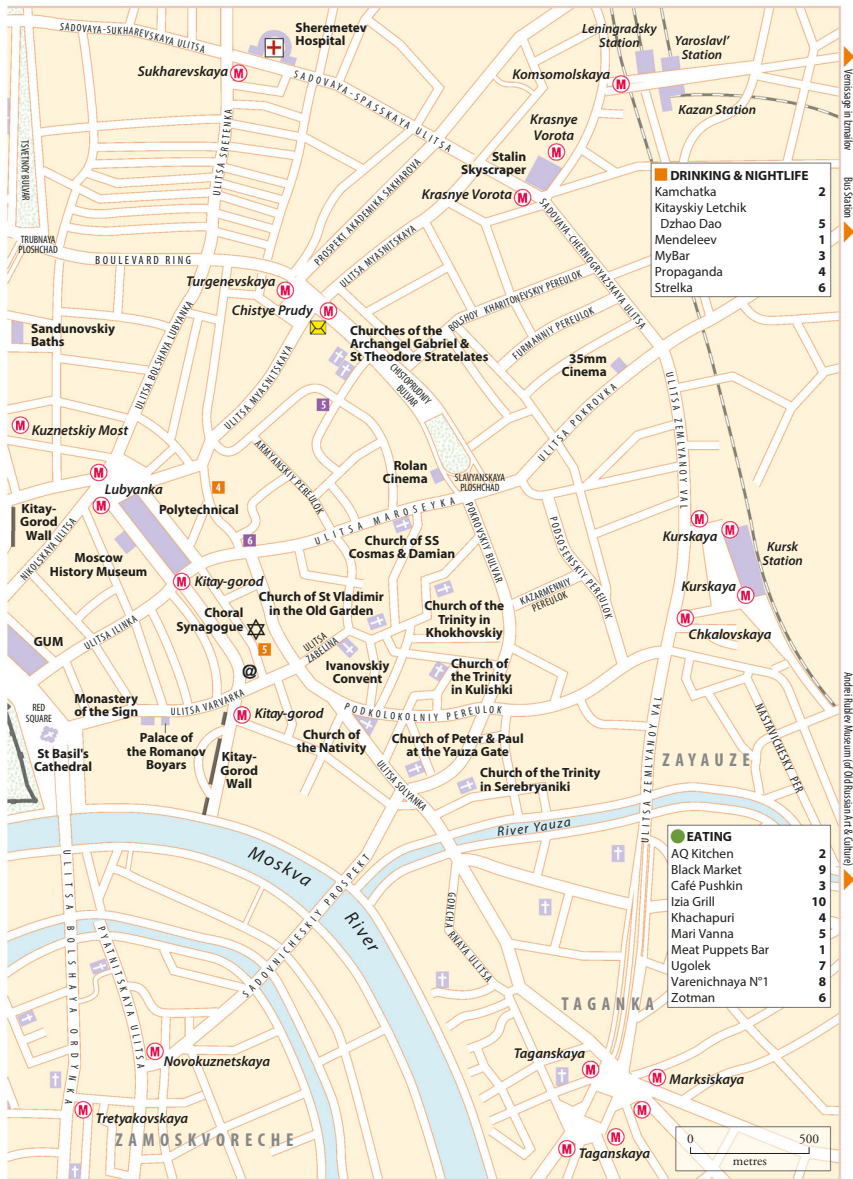 SADOVAYA-SUKHAREVSKAYA ULITSA
Sheremetev
Hospital
Leningradsky
Station
Yaroslavl'
Station
Sukharevskaya
M
Komsomolskaya
M
Kazan Station
Vernissage in Izmailov
Bus Station
SADOVAYA-SPASSKAYA ULITSA
TSVETNOY BULVAR
ULITSA SRETENKA
Krasnye
Vorota
M
Stalin
Skyscraper
Krasnye Vorota
M
DRINKING & NIGHTLIFE
Kamchatka 2
Kitayskiy Letchik
Dzhao Dao 5
Mendeleev 1
MyBar 3
Propaganda 4
Strelka 6
PROSPEKT AKADEMIKA SAKHAROVA
SADOVAYA-CHERNOGRYAZSKAYA ULITSA
TRUBNAYA
PLOSHCHAD
BOULEVARD RING
ULITSA MYASNITSKAYA
Turgenevskaya
M
Chistye Prudy
M
BOLSHOY KHARITONEVSKIY PEREULOK
FURMANNIY PEREULOK
Sandunovskiy
Baths
ULITSA BOLSHAYA LUBYANKA
ULITSA MYASNITSKAYA
Churches of the
Archangel Gabriel &
St Theodore Stratelates
35mm
Cinema
CHISTOPRUDNIY
BULVAR
ULITSA POKROVKA
ULITSA ZEMLYANOY VAL
5
M
Kuznetskiy Most
ARMYANSKIY PEREULOK
M
Lubyanka
M
4
Rolan
Cinema
SLAVYANSKAYA
PLOSHCHAD
Kitay-
Gorod
Wall
Polytechnical
ULITSA MAROSEYKA
POKROVSKIY BULVAR
PODSOSENSKIY PEREULOK
M
Kurskaya
M
NIKOLSKAYA ULITSA
6
Church of SS
Cosmas & Damian
Kursk
Station
Moscow
History Museum
M
Kitay-gorod
Kurskaya
M
Church of St Vladimir
in the Old Garden
KAZARMENNIY
PEREULOK
Church of the
Trinity in
Khokhovskiy
Choral
Synagogue
M
Chkalovskaya
GUM
ULITSA ILINKA
5
ULITSA
ZABELINA
Ivanovskiy
Convent
Church of
the Trinity
in Kulishki
@
Monastery
of the Sign
ULITSA VARVARKA
RED
SQUARE
M
Kitay-gorod
PODKOLOKOLNIY PEREULOK
ULITSA ZEMLYANOY VAL
NASTAVICHESKY PER
Andrei Rublev Museum (of Old Russian Art & Culture)
St Basil's
Cathedral
Palace of
the Romanov
Boyars
Kitay-
Gorod
Wall
Church of
the Nativity
Church of Peter & Paul
at the Yauza Gate
ZAYAUZE
ULITSA SOLYANKA
Church of the Trinity
in Serebryaniki
River Yauza
Moskva
River
EATING
AQ Kitchen 2
Black Market 9
Café Pushkin 3
Izia Grill 10
Khachapuri 4
Mari Vanna 5
Meat Puppets Bar 1
Ugolek 7
Varenichnaya N°1 8
Zotman 6
ULITSA BOLSHAYA ORDYNKA
PYATNITSKAYA ULITSA
SADOVNICHESKIY PROSPEKT
GONCHA RNAYA ULITSA
TAGANKA
M
Novokuznetskaya
Taganskaya
M
M
Marksiskaya
M
Tretyakovskaya
M
M
Taganskaya
M
ZAMOSKVORECHE
0 500
metres